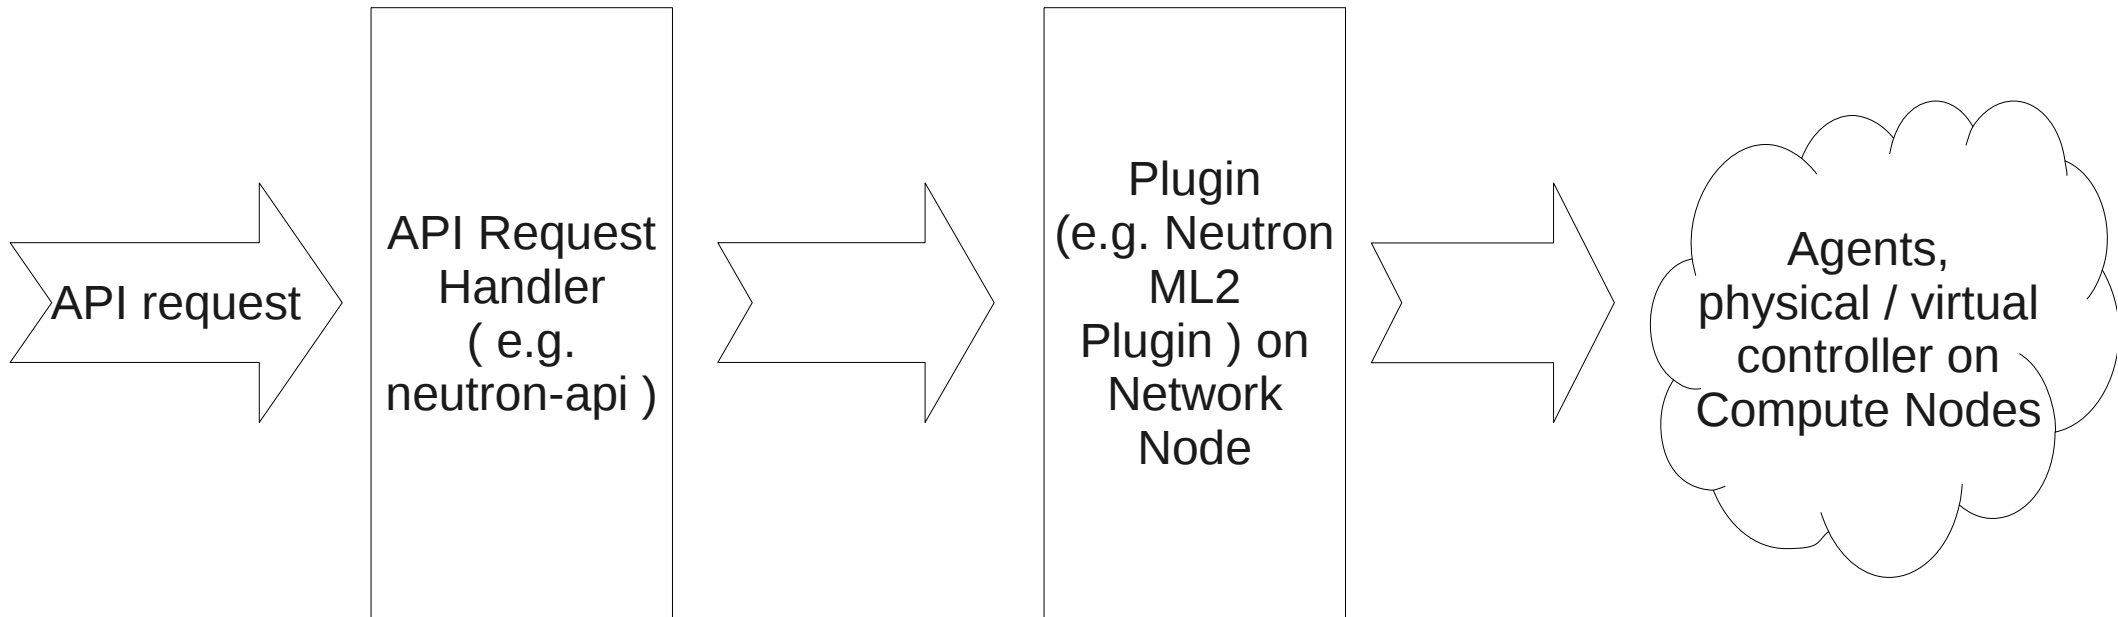 API request
API Request
Handler
( e.g.
neutron-api )
Plugin
(e.g. Neutron
ML2
Plugin ) on
Network
Node
Agents,
physical / virtual
controller on
Compute Nodes